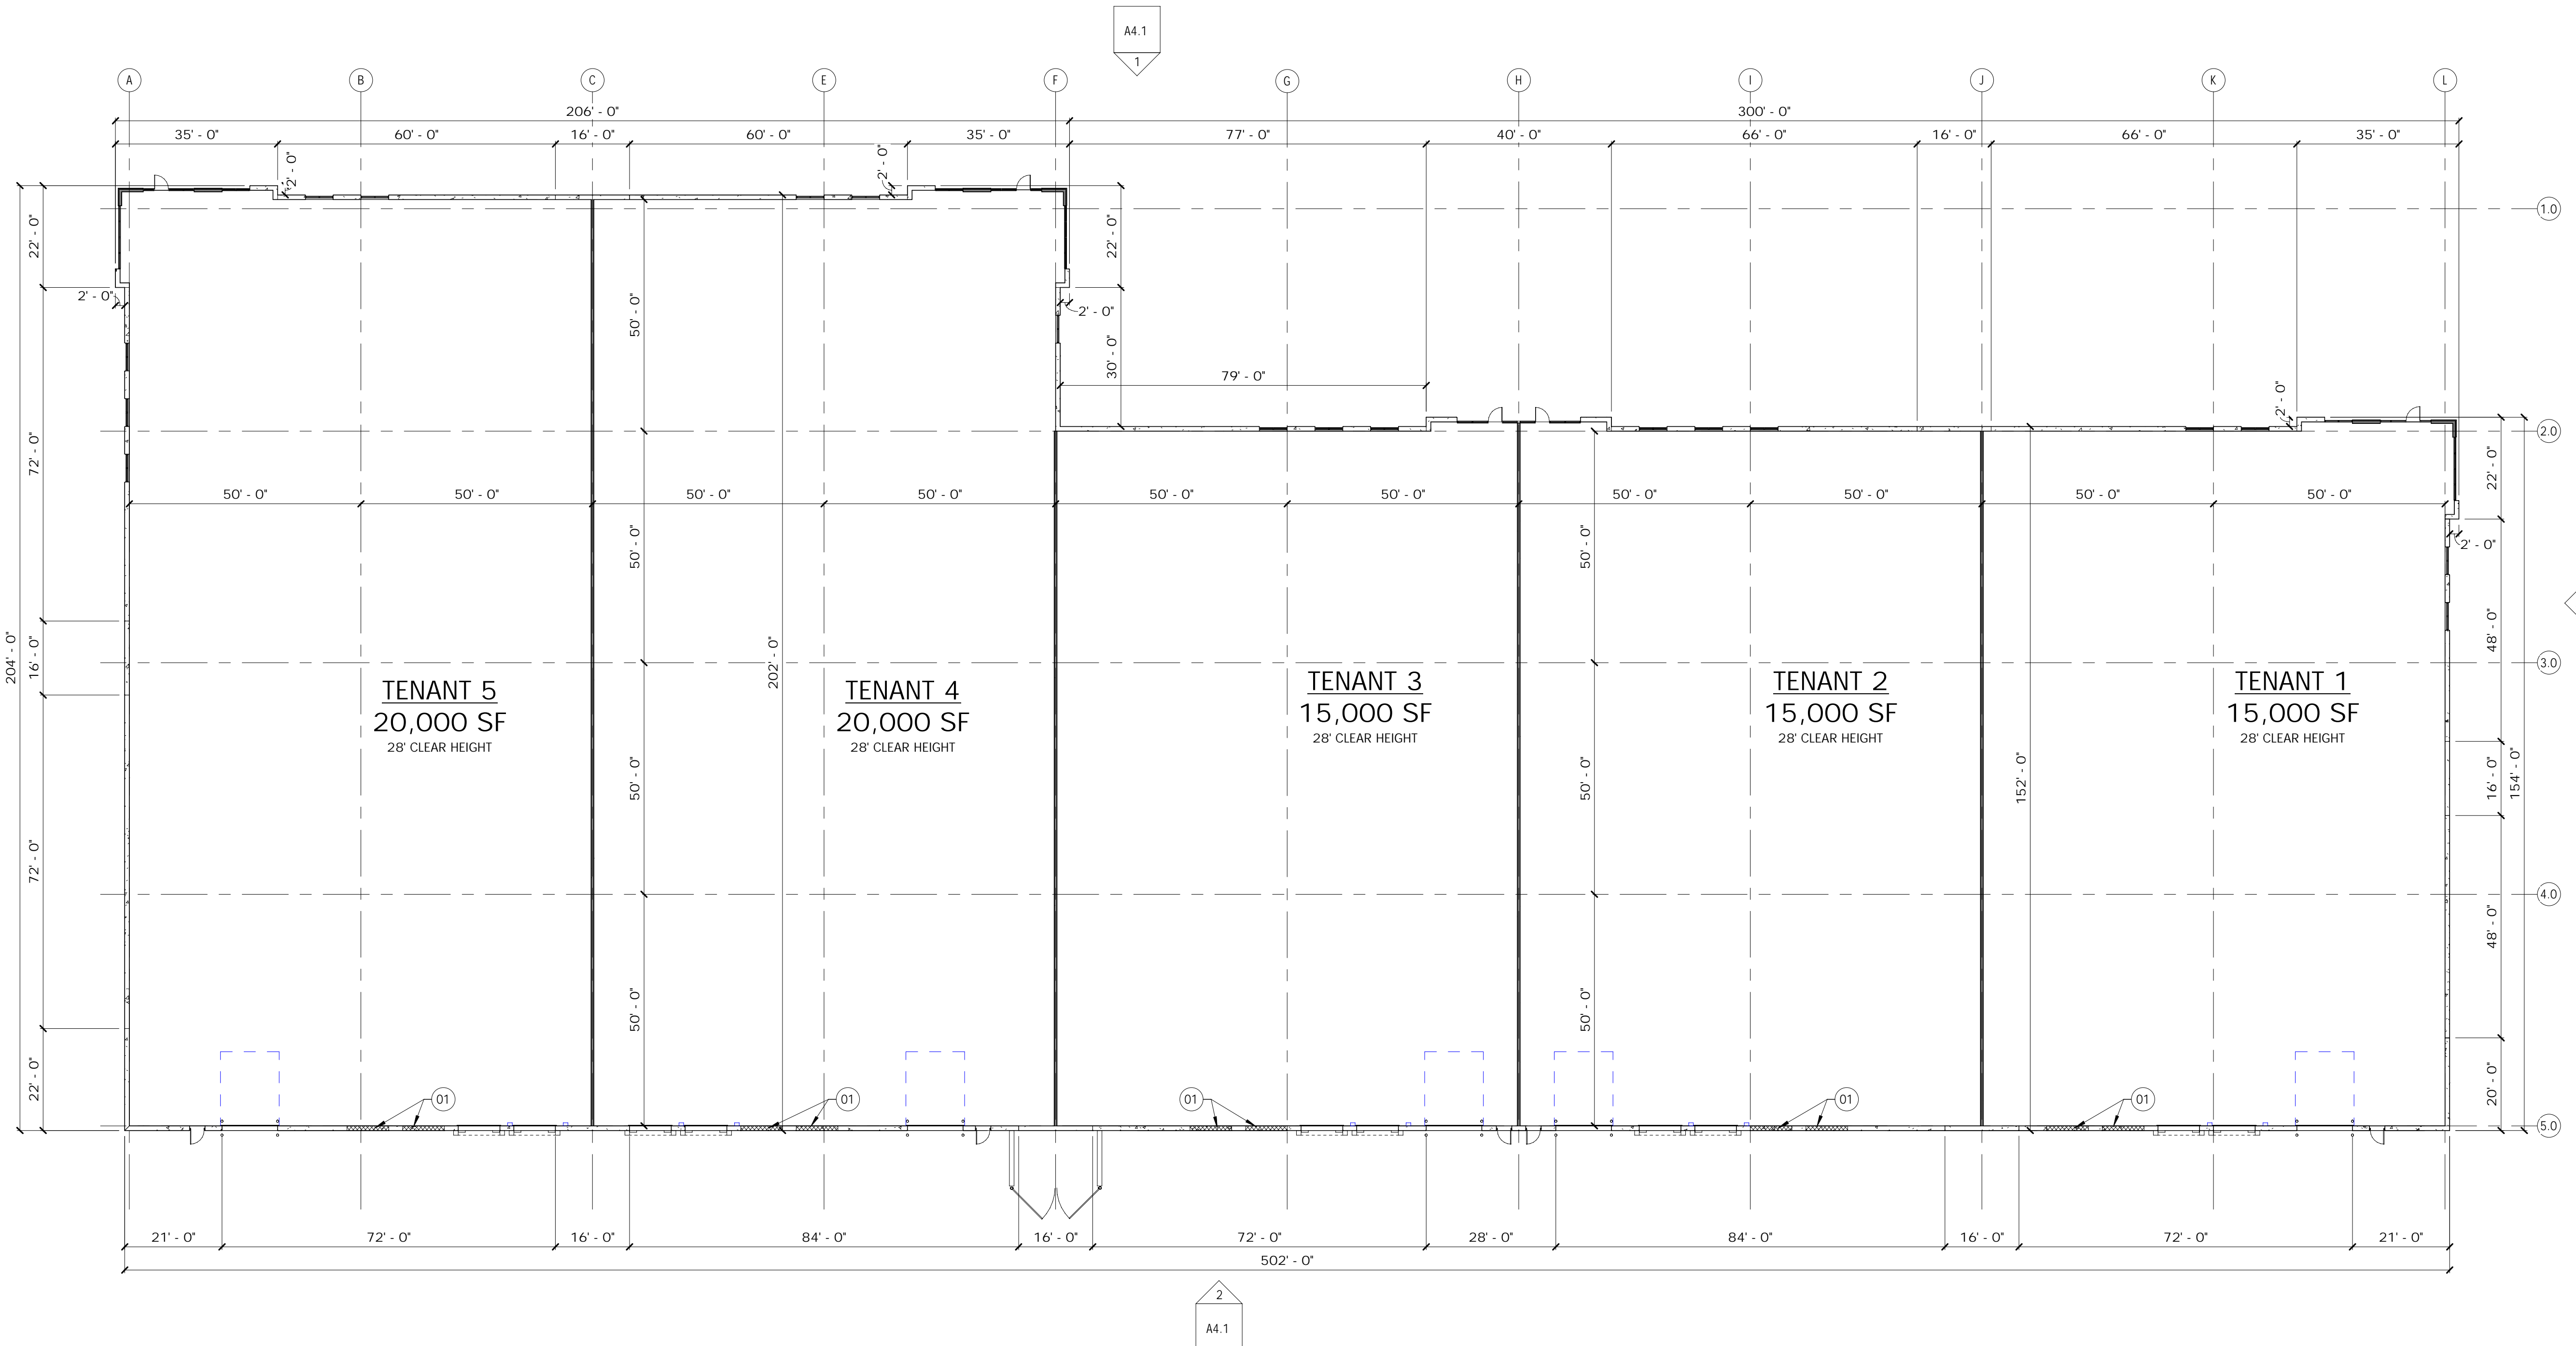 A4.1
1
A
B
C
E
F
G
H
I
J
K
L
206' - 0"
300' - 0"
35' - 0"
60' - 0"
16' - 0"
60' - 0"
35' - 0"
77' - 0"
40' - 0"
66' - 0"
16' - 0"
66' - 0"
35' - 0"
2' - 0"
2' - 0"
1.0
22' - 0"
22' - 0"
2' - 0"
2' - 0"
50' - 0"
30' - 0"
79' - 0"
2' - 0"
2.0
72' - 0"
22' - 0"
50' - 0"
50' - 0"
50' - 0"
50' - 0"
50' - 0"
50' - 0"
50' - 0"
50' - 0"
50' - 0"
50' - 0"
2' - 0"
50' - 0"
50' - 0"
48' - 0"
204' - 0"
16' - 0"
202' - 0"
3.0
TENANT 5
20,000 SF
28' CLEAR HEIGHT
TENANT 4
20,000 SF
28' CLEAR HEIGHT
TENANT 3
15,000 SF
28' CLEAR HEIGHT
TENANT 2
15,000 SF
28' CLEAR HEIGHT
TENANT 1
15,000 SF
28' CLEAR HEIGHT
50' - 0"
50' - 0"
152' - 0"
16' - 0"
154' - 0"
72' - 0"
4.0
48' - 0"
50' - 0"
50' - 0"
22' - 0"
20' - 0"
01
01
01
01
01
5.0
21' - 0"
72' - 0"
16' - 0"
84' - 0"
16' - 0"
72' - 0"
28' - 0"
84' - 0"
16' - 0"
72' - 0"
21' - 0"
502' - 0"
2
A4.1